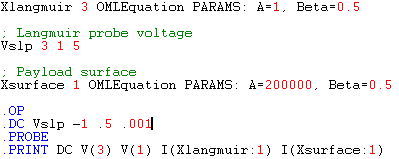 Xlangmuir 3 OMLEquation PARAMS: A=1, Beta=0.5
; Langmuir probe voltage
Vslp 3 1 5
; Payload surface
Xsurface 1 OMLEquation PARAMS: A=200000, Beta=0.5
.OP
.DC Vslp -1 .5 .001
.PROBE
.PRINT DC V(3) V(1) I(Xlangmuir:1) I(Xsurface:1)